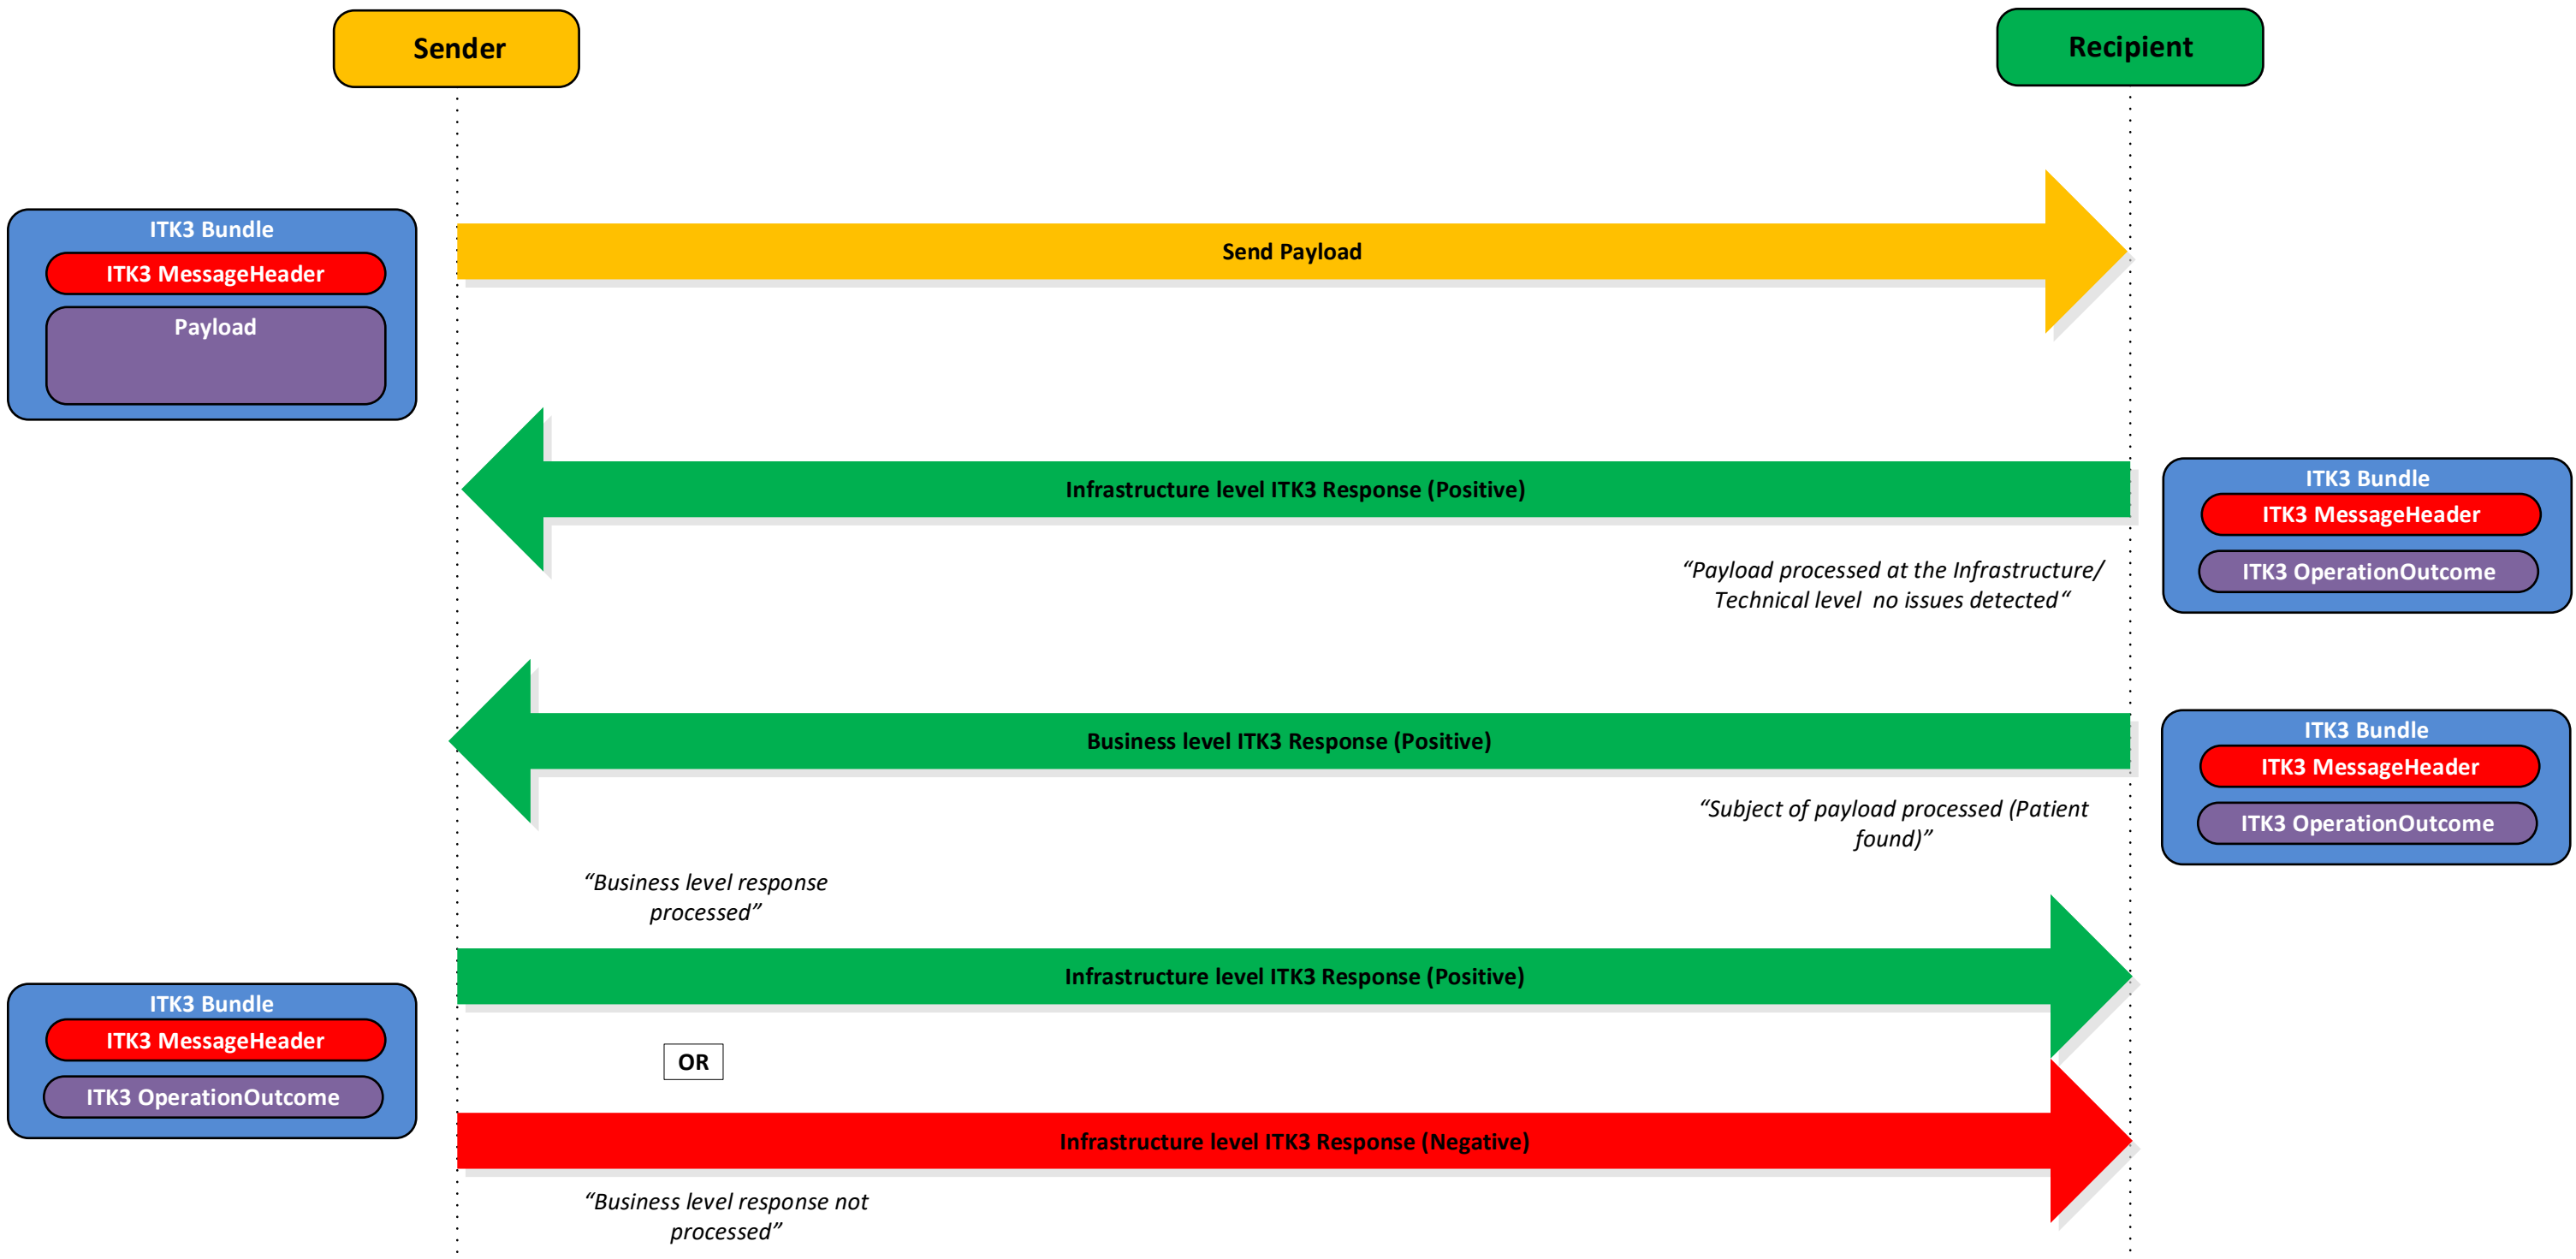 Sender
Recipient
ITK3 Bundle
ITK3 MessageHeader
Payload
Send Payload
Infrastructure level ITK3 Response (Positive)
ITK3 Bundle
ITK3 MessageHeader
ITK3 OperationOutcome
“Payload processed at the Infrastructure/
Technical level  no issues detected“
Business level ITK3 Response (Positive)
ITK3 Bundle
ITK3 MessageHeader
ITK3 OperationOutcome
“Subject of payload processed (Patient
found)”
“Business level response
processed”
Infrastructure level ITK3 Response (Positive)
ITK3 Bundle
ITK3 MessageHeader
ITK3 OperationOutcome
OR
Infrastructure level ITK3 Response (Negative)
“Business level response not
processed”